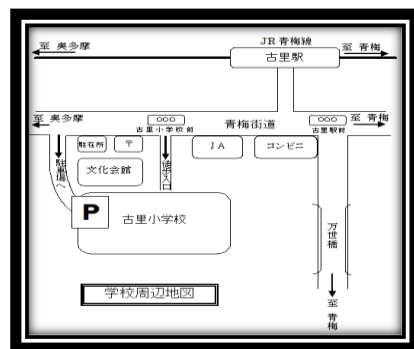 JR青梅線
至 奥多摩
古里駅
至 青梅
至 奥多摩
○○○
古里小学校前
青梅街道
○○○
古里駅前
至 青梅
駐在所
〒
JA
コンビニ
駐車場へ
文化会館
徒歩入口
P
古里小学校
万世橋
学校周辺地図
至 青梅